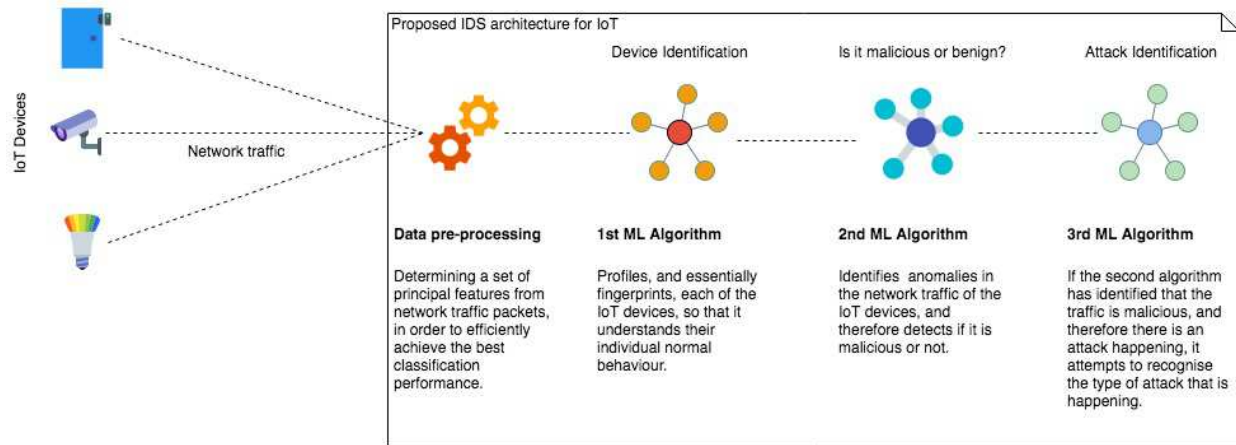 Proposed IDS architecture for IoT
Device Identification
Is it malicious or benign?
Attack Identification
IoT Devices
Network traffic
Data pre-processing
Determining a set of
principal features from
network traffic packets,
in order to efficiently
achieve the best
classification
performance.
1st ML Algorithm
Profiles, and essentially
fingerprints, each of the
IoT devices, so that it
understands their
individual normal
behaviour.
2nd ML Algorithm
Identifies anomalies in
the network traffic of the
IoT devices, and
therefore detects if it is
malicious or not.
3rd ML Algorithm
If the second algorithm
has identified that the
traffic is malicious, and
therefore there is an
attack happening, it
attempts to recognise
the type of attack that is
happening.